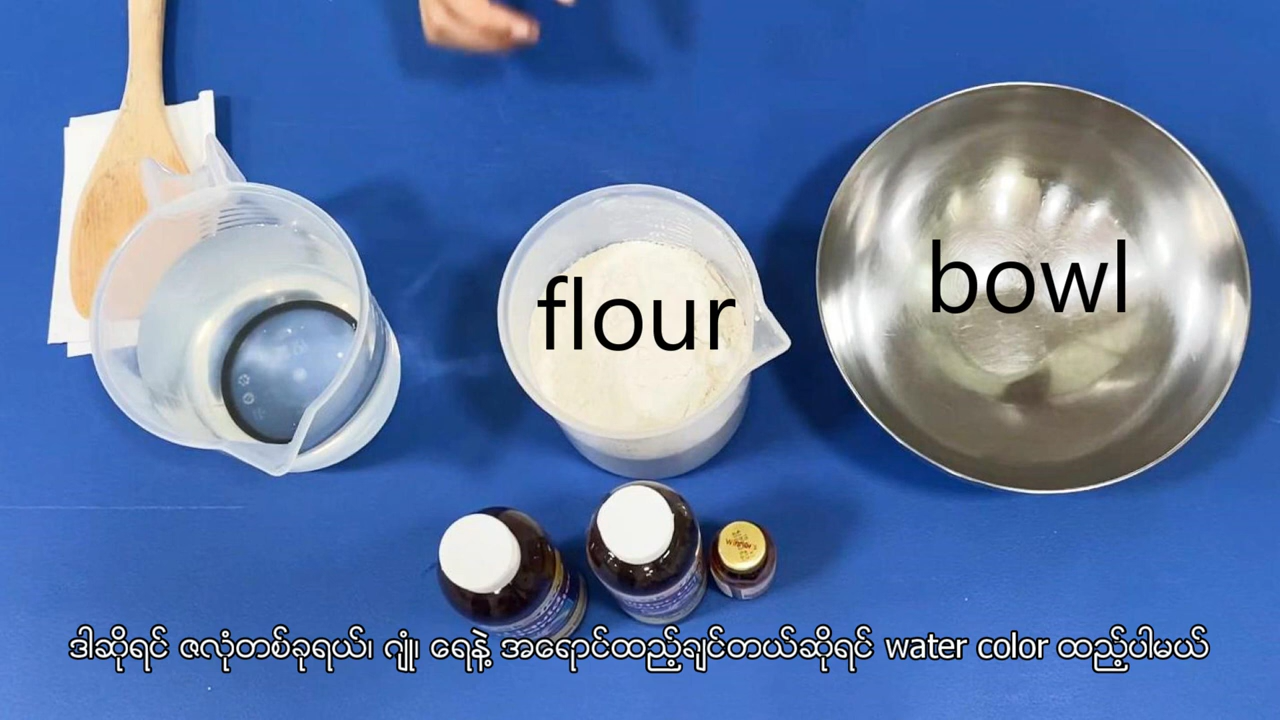 flour
bowl
ဒါဆိုရင် ဇလုံတစ်ခုရယ်၊ ဂျုံ၊ ရေနဲ့ အရောင်ထည့်ချင်တယ်ဆိုရင် water color ထည့်ပါမယ်